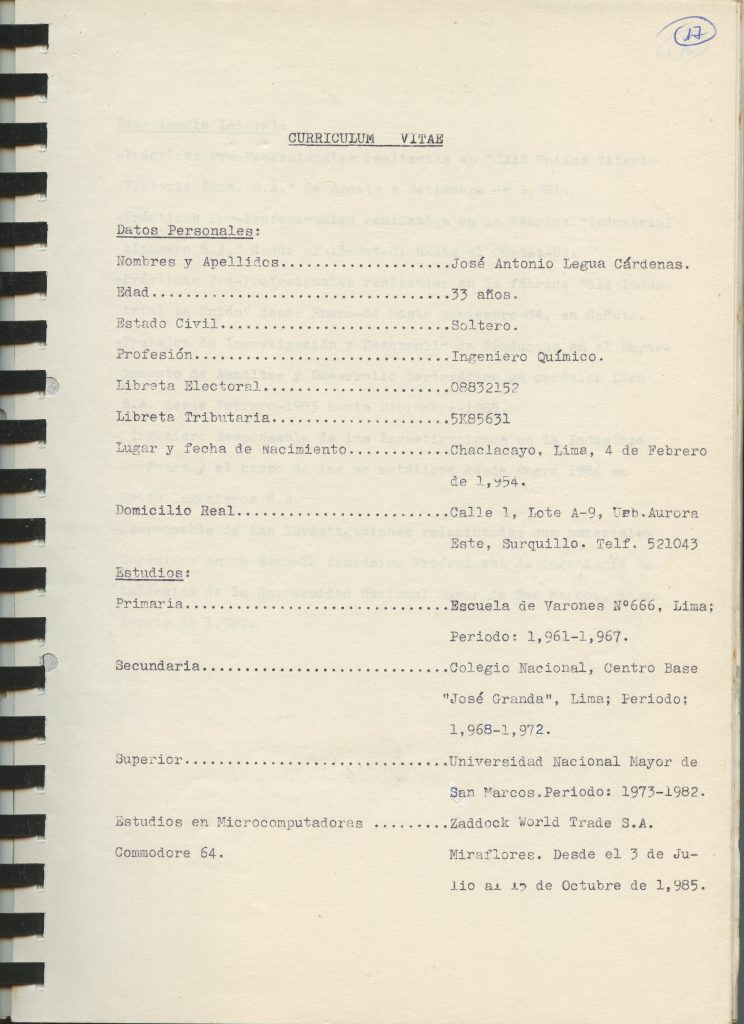 17
CURRICULUM VITAE
Datos Personales:
Nombres y Apellidos....................José Antonio Legua Cárdenas.
Edad...................................33 años.
Estado Civil...........................Soltero.
Profesión..............................Ingeniero Químico.
Libreta Electoral......................08832152
Libreta Tributaria.....................5K85631
Lugar y fecha de Nacimiento............Chaclacayo, Lima, 4 de Febrero
de 1,954.
Domicilio Real.........................Calle 1, Lote A-9, Urb.Aurora
Este, Surquillo. Telf. 521043
Estudios:
Primaria...............................Escuela de Varones Nº666, Lima;
Periodo: 1,961-1,967.
Secundaria.............................Colegio Nacional, Centro Base
"José Granda", Lima; Periodo;
1,968-1,972.
Superior...............................Universidad Nacional Mayor de
San Marcos.Periodo: 1973-1982.
Estudios en Microcomputadoras .........Zaddock World Trade S.A.
Commodore 64. Miraflores. Desde el 3 de Ju-
lio al de Octubre de 1,985.